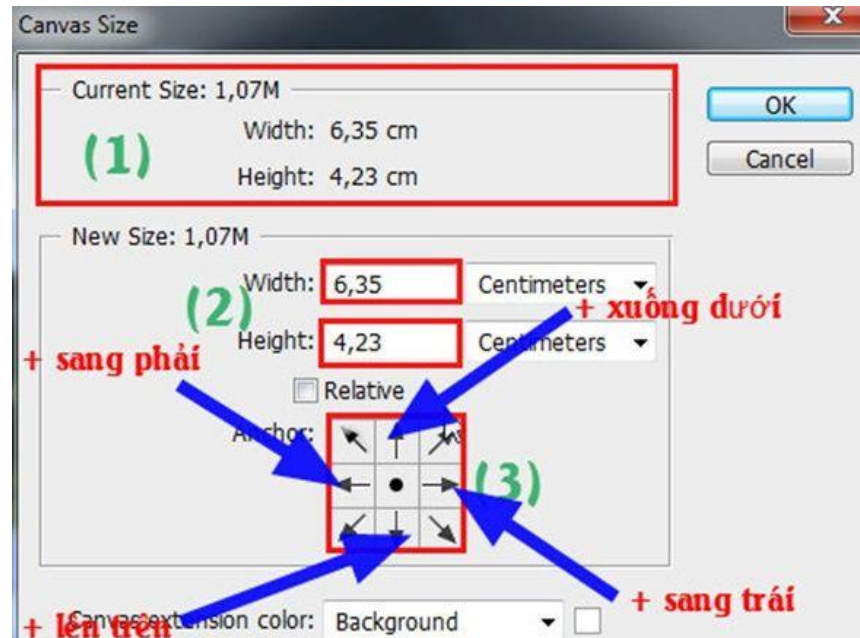 Canvas Size
Current Size: 1,07M
OK
(1)
Width: 6,35 cm
Cancel
Height: 4,23 cm
New Size: 1,07M
(2)
Width: 6,35 Centimeters
+ xuống dưới
Height: 4,23 Centimeters
+ sang phải
Relative
Anchor:
(3)
+ sang trái
Canvas extension color: Background
+ lên trên